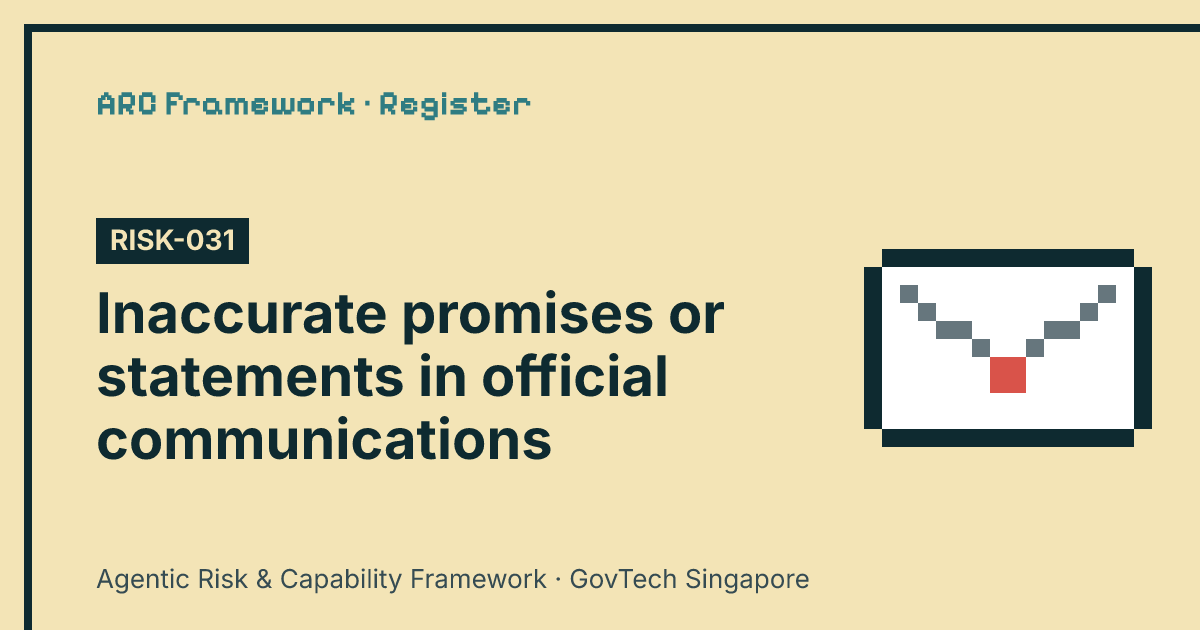 ARC Framework · Register
RISK-031
Inaccurate promises or
statements in official
communications
Agentic Risk & Capability Framework · GovTech Singapore